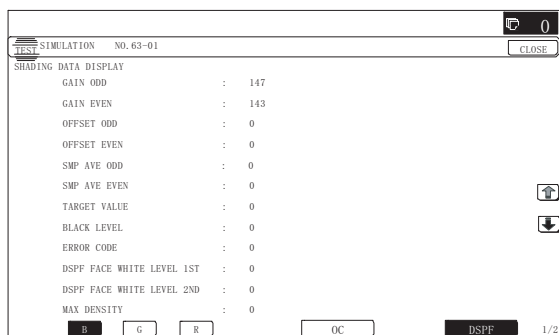 0
TEST SIMULATION NO.63-01 CLOSE
SHADING DATA DISPLAY
GAIN ODD : 147
GAIN EVEN : 143
OFFSET ODD : 0
OFFSET EVEN : 0
SMP AVE ODD : 0
SMP AVE EVEN : 0
TARGET VALUE : 0
BLACK LEVEL : 0
ERROR CODE : 0
DSPF FACE WHITE LEVEL 1ST : 0
DSPF FACE WHITE LEVEL 2ND : 0
MAX DENSITY : 0
B G R OC DSPF 1/2